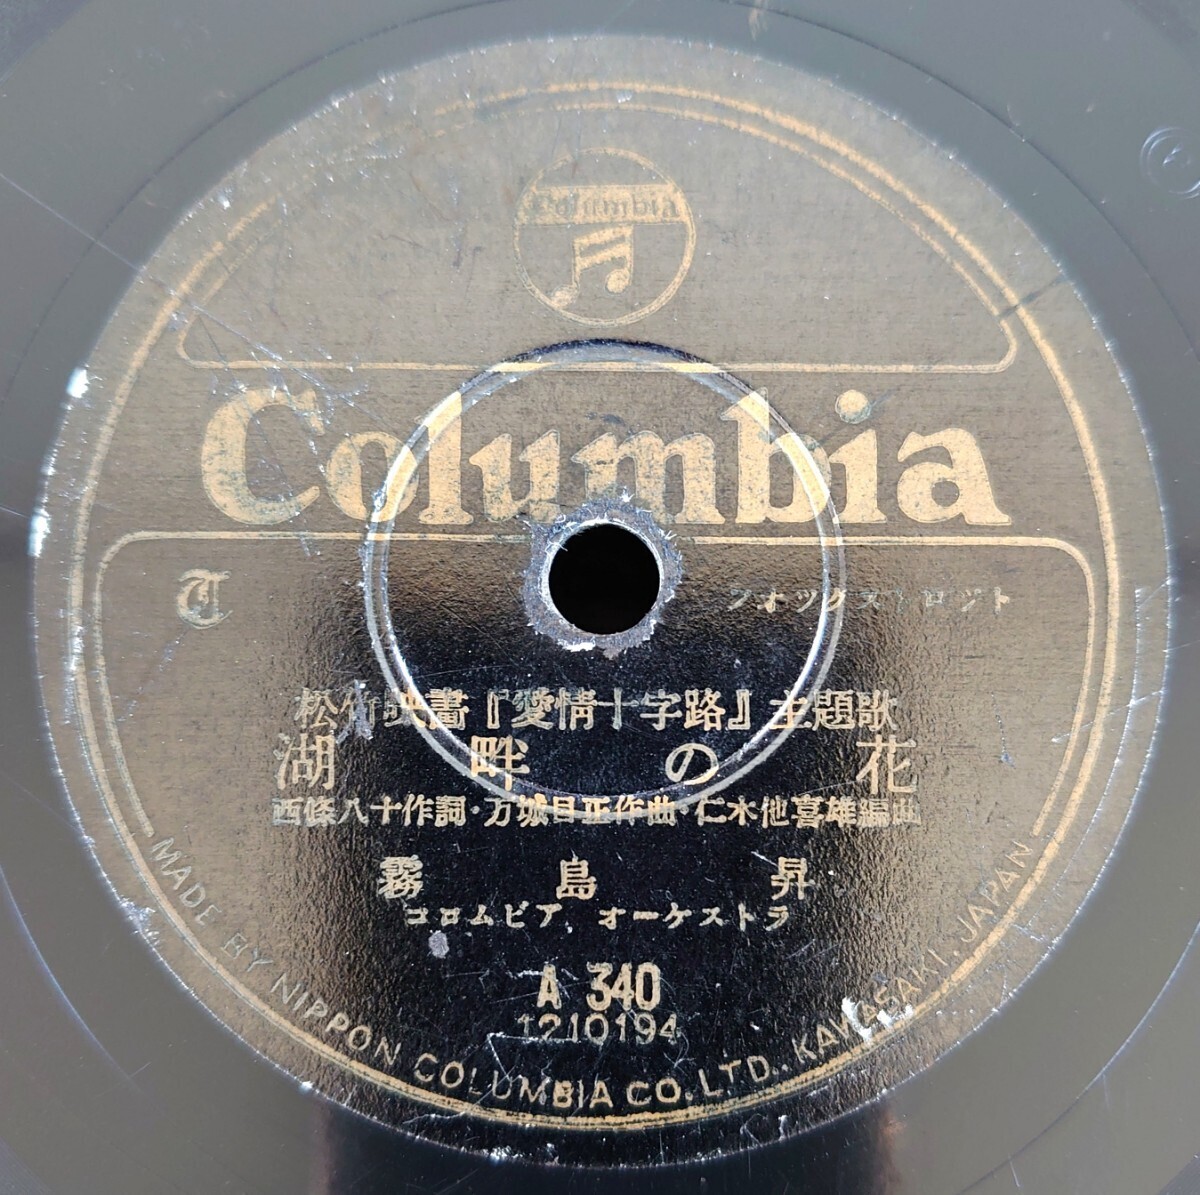 Columbia
Columbia
T
フォックストロット
松竹映畫『愛情十字路』主題歌
湖畔の花
西條八十作詞・万城目正作曲・仁木他喜雄編曲
霧島昇
コロムビア オーケストラ
A 340
1210194
MADE BY NIPPON COLUMBIA CO. LTD., KAWASAKI, JAPAN